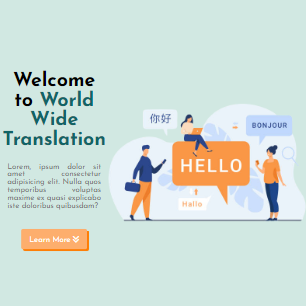 Welcome
to World
Wide
Translation
Lorem, ipsum dolor sit
amet consectetur
adipisicing elit. Nulla quos
temporibus voluptas
maxime ex quasi explicabo
iste doloribus quibusdam?
Learn More
你好
BONJOUR
HELLO
Hallo